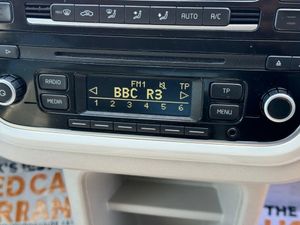 AUTO
A/C
RADIO
FM1
TP
TP
BBC R3
MEDIA
1 2 3 4 5 6
MENU